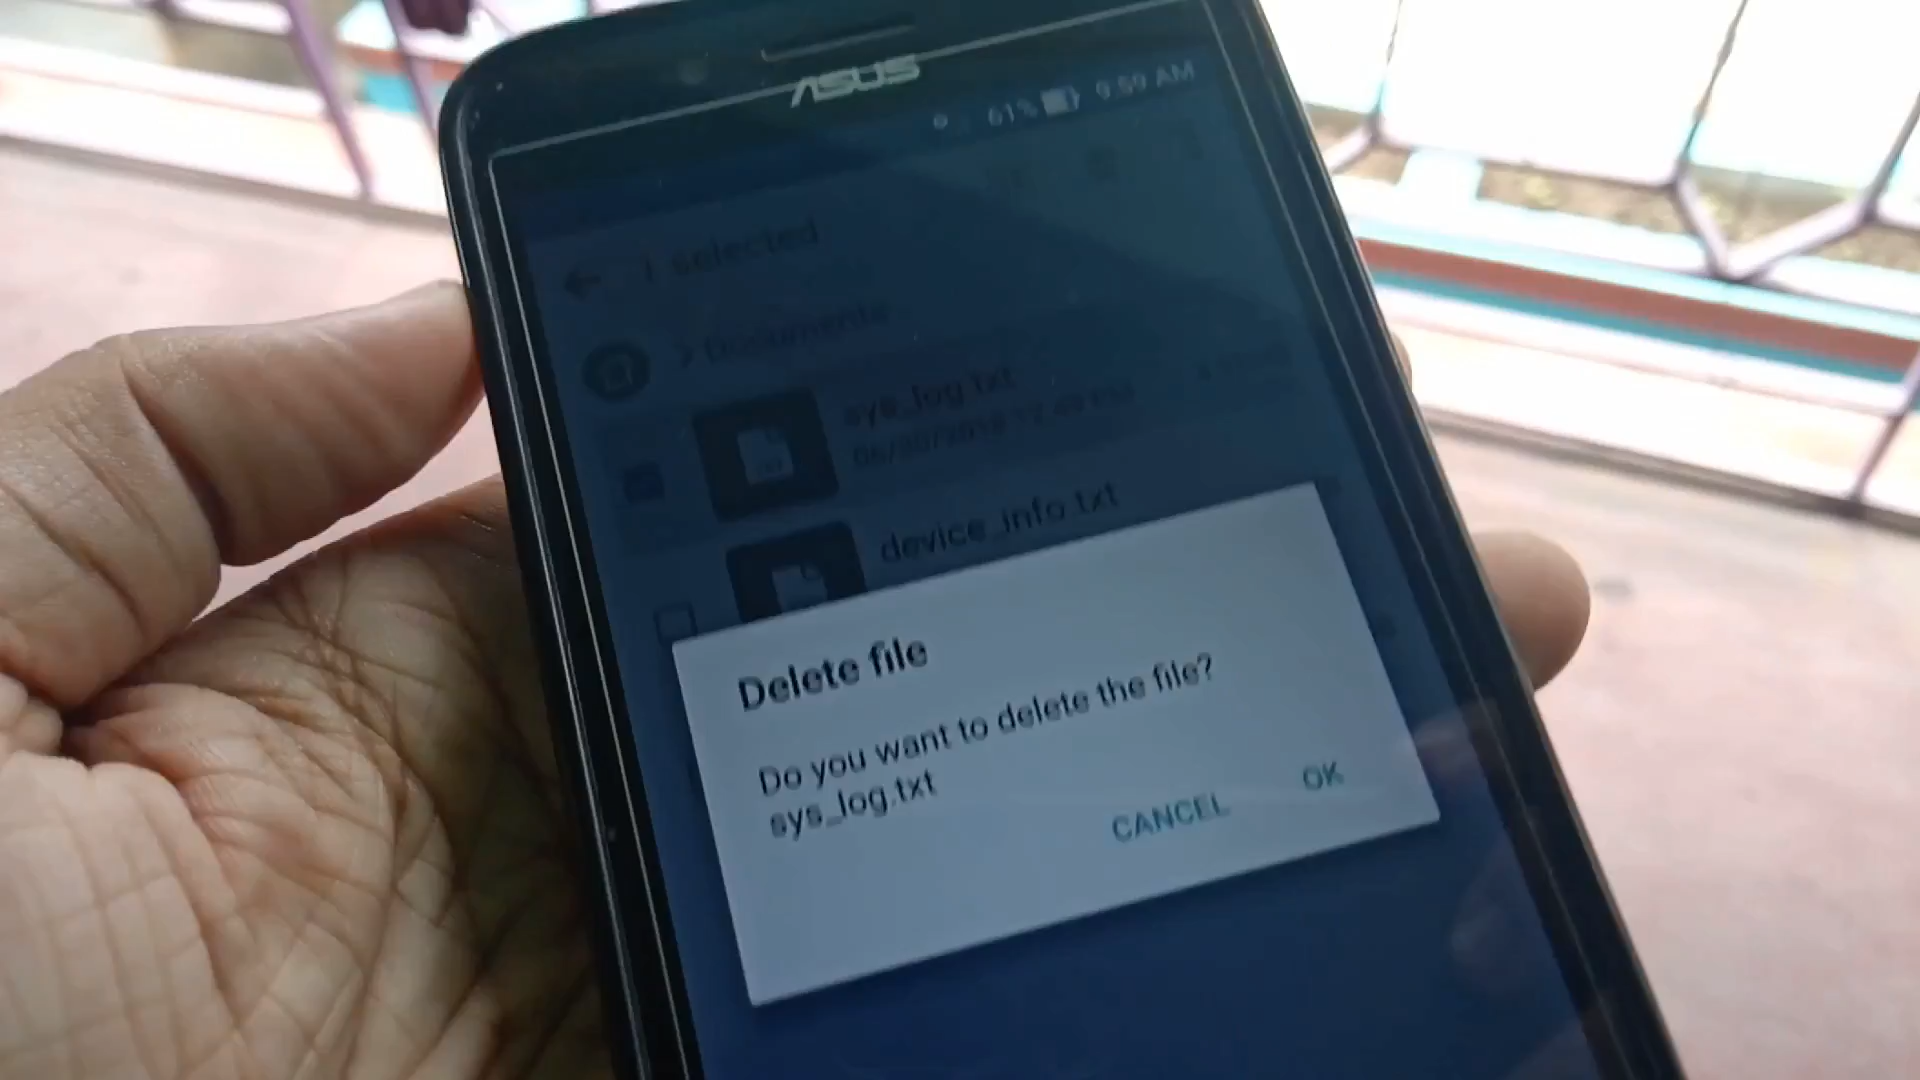 ASUS
61% 9:59 AM
1 selected
Documents
sys_log.txt
device_info.txt
Delete file
Do you want to delete the file?
sys_log.txt
CANCEL OK